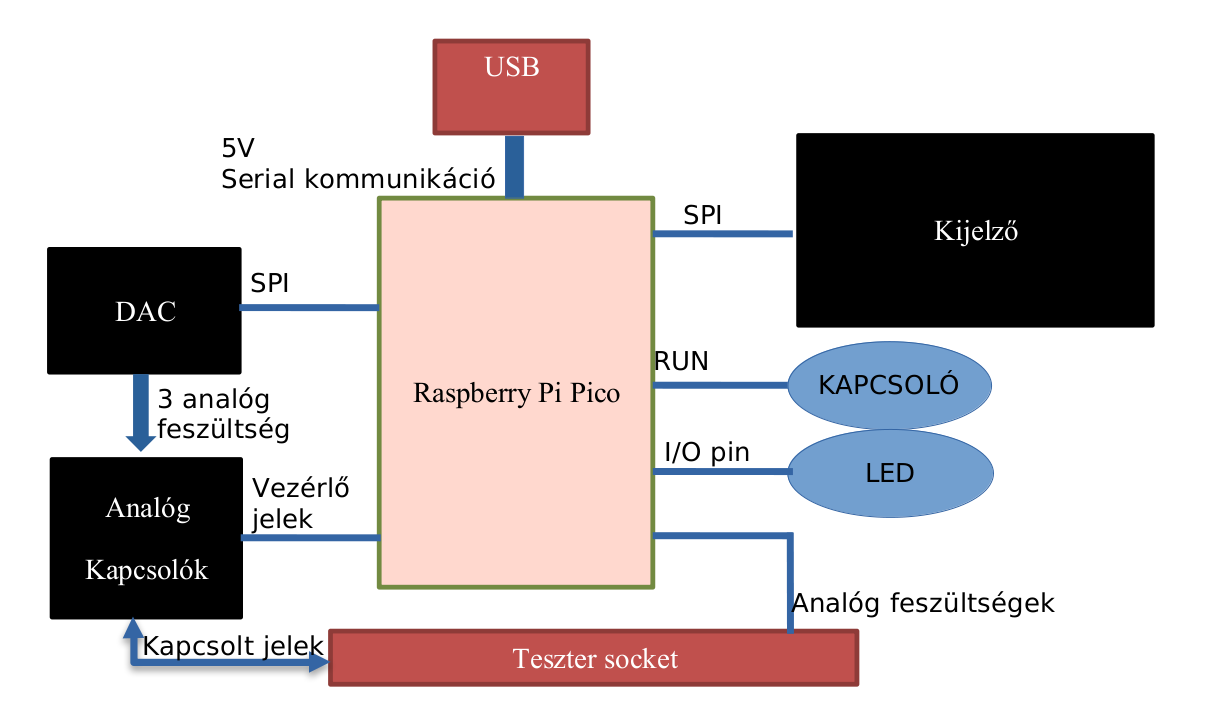 USB
5V
Serial kommunikáció
SPI
Kijelző
SPI
DAC
RUN
KAPCSOLÓ
Raspberry Pi Pico
3 analóg
feszültség
I/O pin
LED
Vezérlő
jelek
Analóg
Kapcsolók
Analóg feszültségek
Kapcsolt jelek
Teszter socket